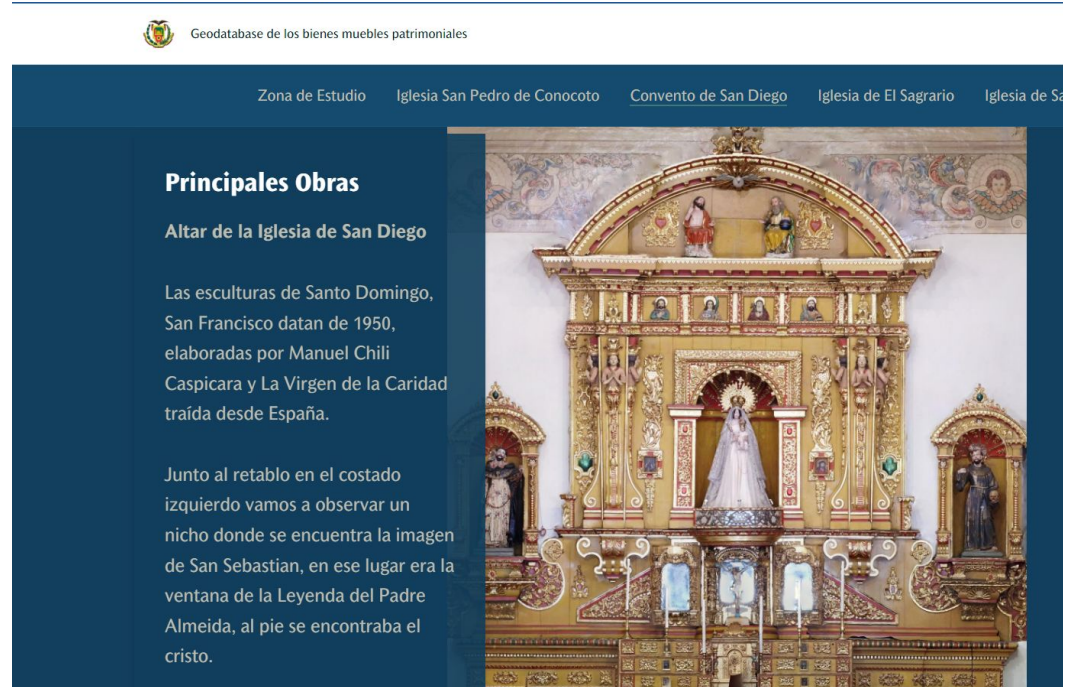 Geodatabase de los bienes muebles patrimoniales
Zona de Estudio Iglesia San Pedro de Conocoto Convento de San Diego Iglesia de El Sagrario Iglesia de
Principales Obras
Altar de la Iglesia de San Diego
Las esculturas de Santo Domingo,
San Francisco datan de 1950,
elaboradas por Manuel Chili
Caspicara y La Virgen de la Caridad
traída desde España.
Junto al retablo en el costado
izquierdo vamos a observar un
nicho donde se encuentra la imagen
de San Sebastian, en ese lugar era la
ventana de la Leyenda del Padre
Almeida, al pie se encontraba el
cristo.